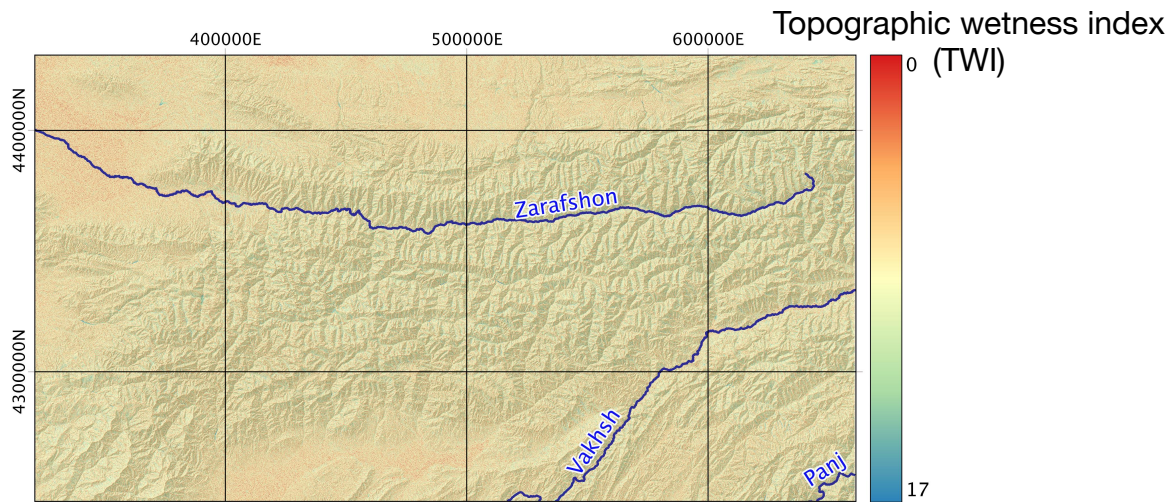 Topographic wetness index
(TWI)
400000E
500000E
600000E
0
4400000N
Zarafshon
4300000N
Vakhsh
Panj
17